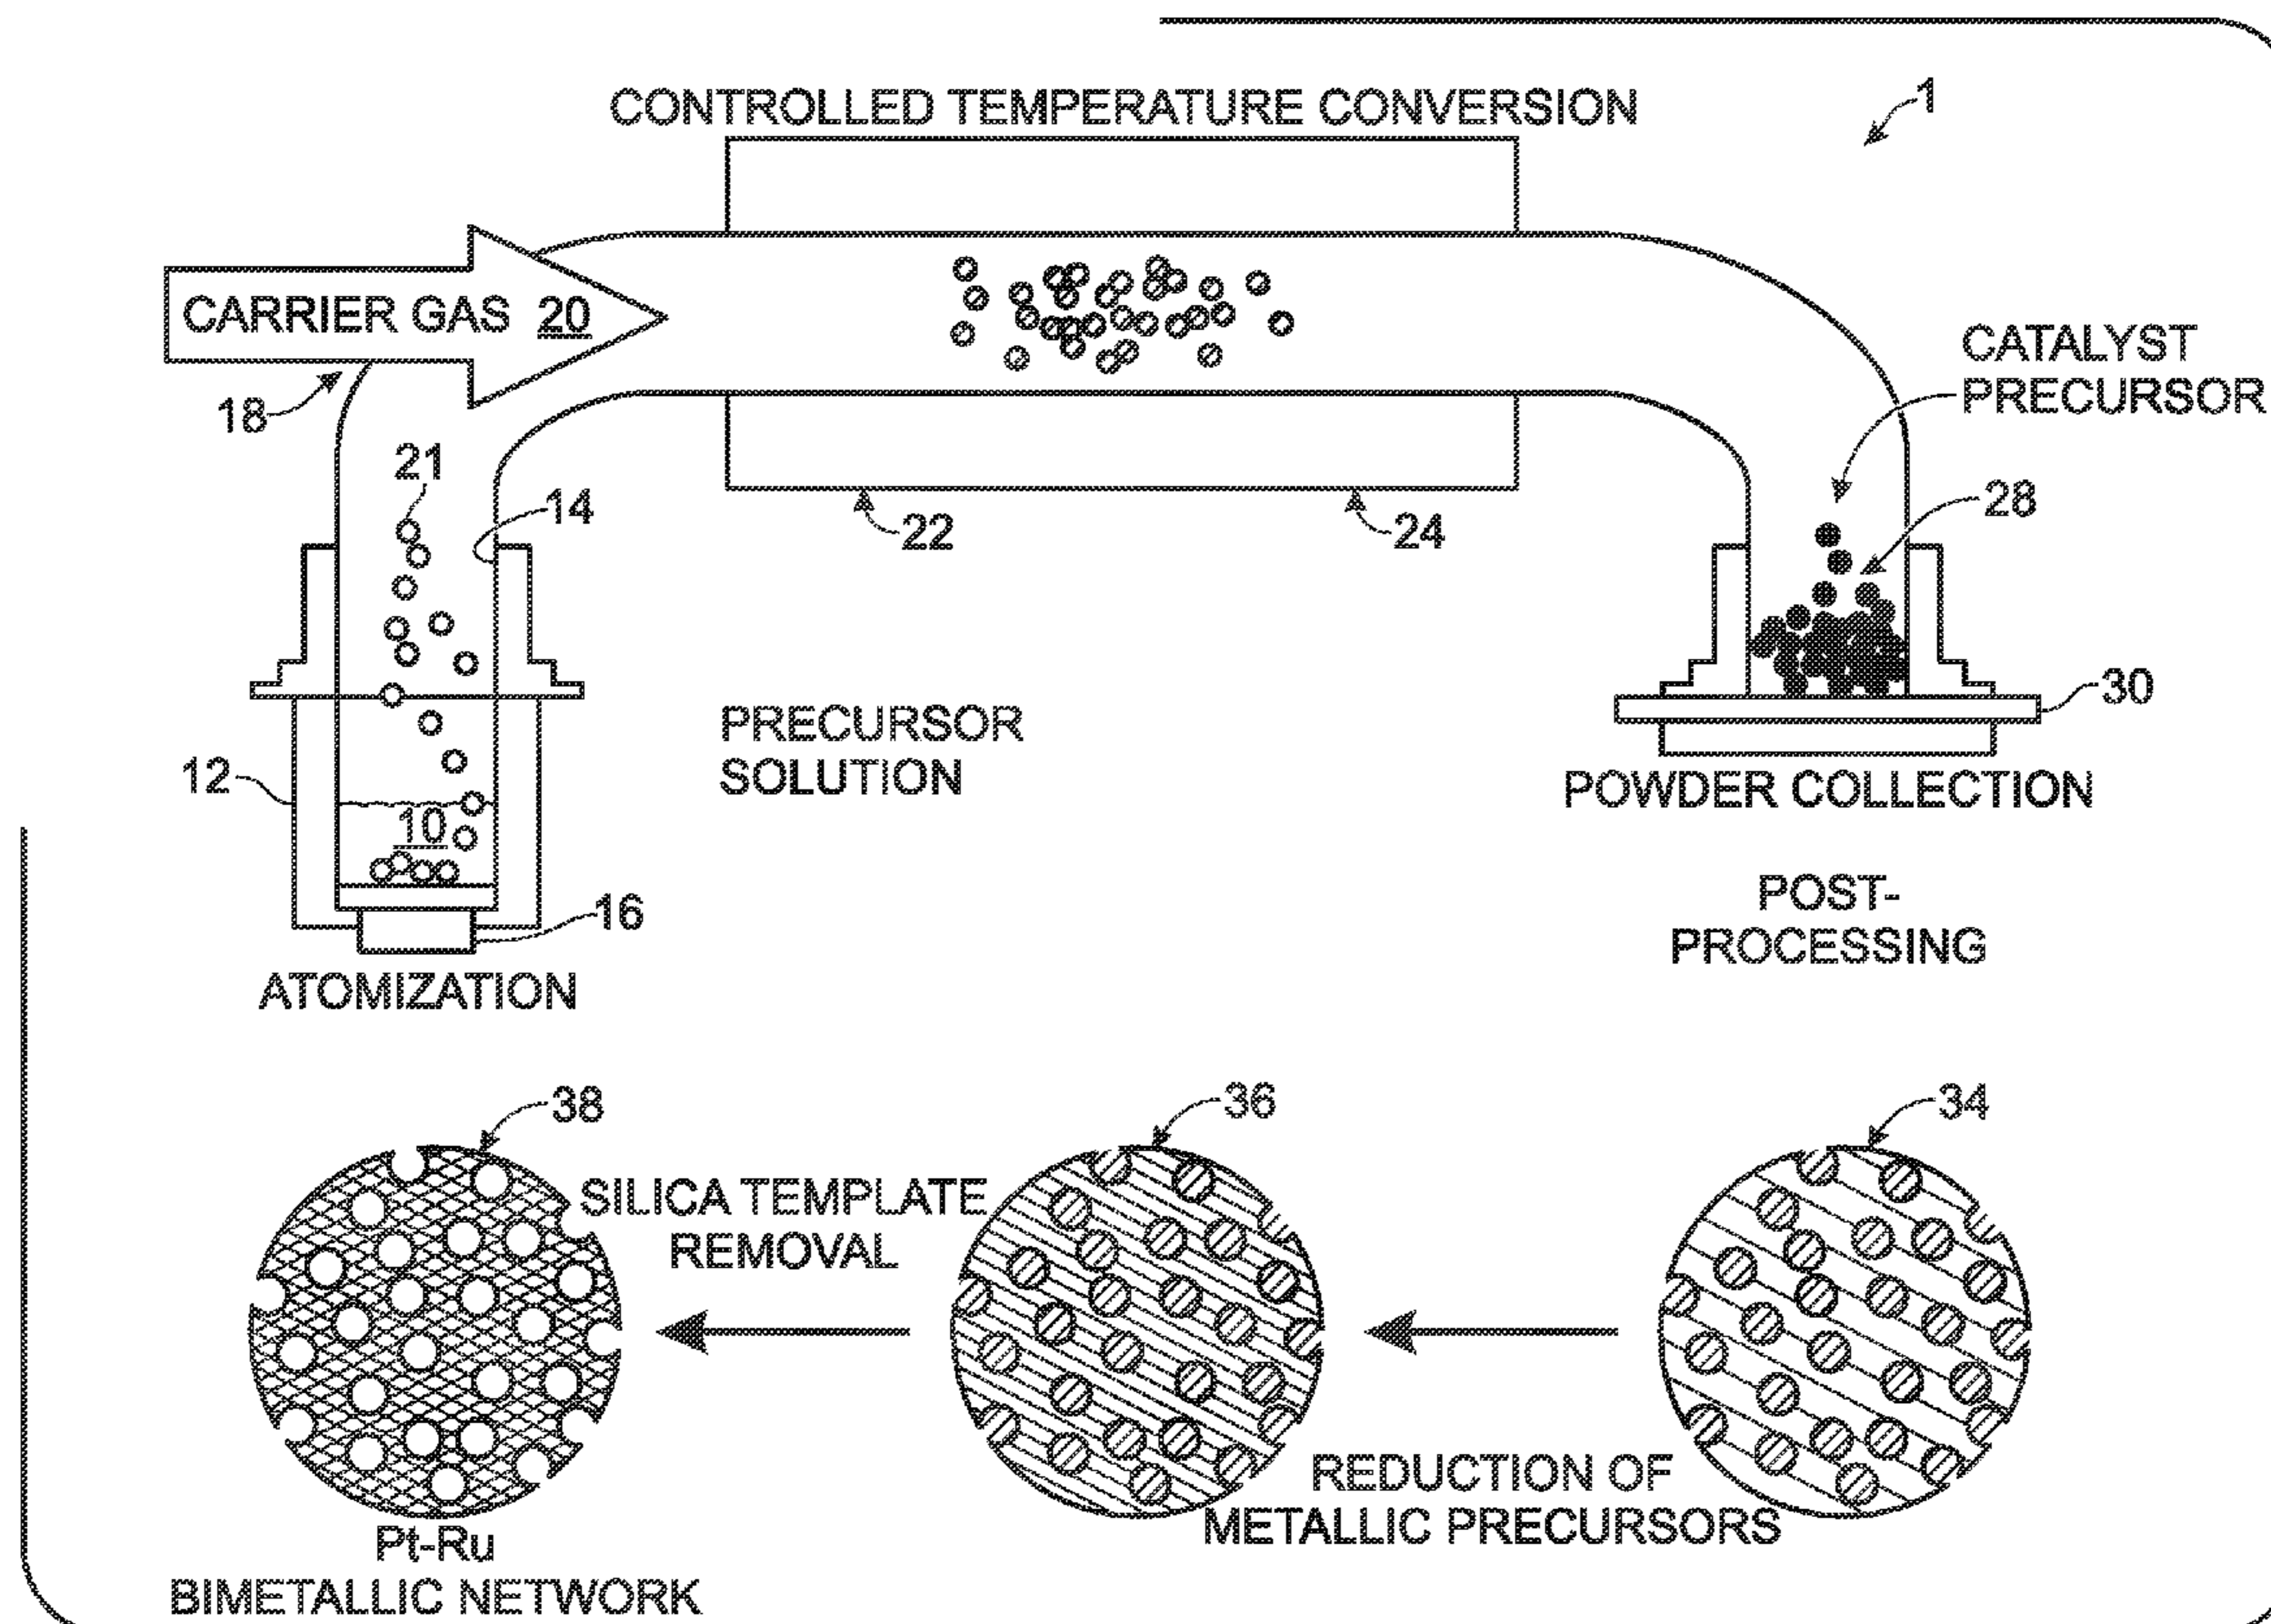 CONTROLLED TEMPERATURE CONVERSION
1
CARRIER GAS 20
18
CATALYST
PRECURSOR
21
14
22
24
28
PRECURSOR
SOLUTION
30
12
10
POWDER COLLECTION
16
ATOMIZATION
POST-
PROCESSING
38
36
34
SILICA TEMPLATE
REMOVAL
REDUCTION OF
METALLIC PRECURSORS
Pt-Ru
BIMETALLIC NETWORK